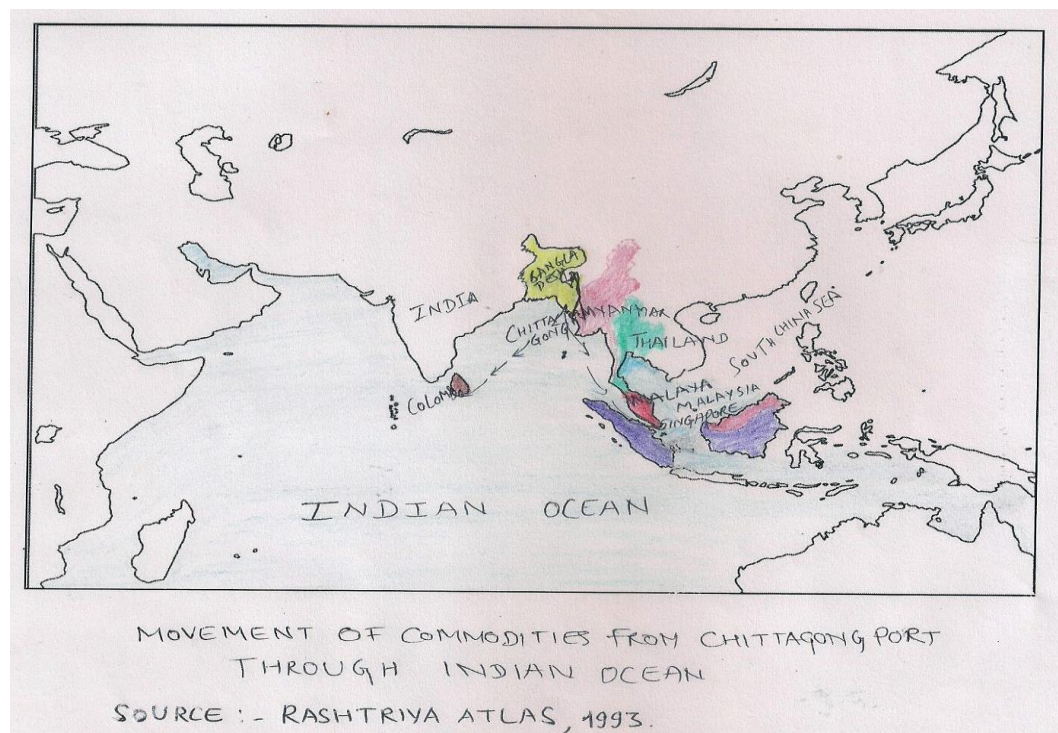 BANGLA
DESH
INDIA
MYANMAR
CHITTA
GONG
THAILAND
SOUTH CHINA SEA
COLOMBO
MALAYA
MALAYSIA
SINGAPORE
INDIAN OCEAN
MOVEMENT OF COMMODITIES FROM CHITTAGONG PORT
THROUGH INDIAN OCEAN
SOURCE :- RASHTRIYA ATLAS, 1993.